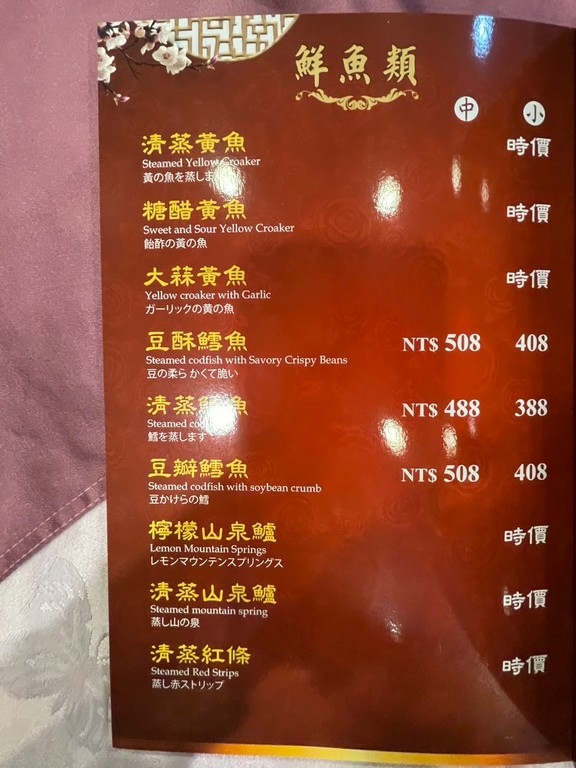 鮮魚類
中 小
清蒸黃魚 時價
Steamed Yellow Croaker
黃の魚を蒸しま
糖醋黃魚 時價
Sweet and Sour Yellow Croaker
飴酢の黃の魚
大蒜黃魚 時價
Yellow croaker with Garlic
ガーリックの黄の魚
豆酥鱈魚 NT$ 508 408
Steamed codfish with Savory Crispy Beans
豆の柔ら かくて脆い
清蒸 魚 NT$ 488 388
Steamed
鱈を蒸します
豆瓣鱈魚 NT$ 508 408
Steamed codfish with soybean crumb
豆かけらの鱈
檸檬山泉鱸 時價
Lemon Mountain Springs
レモンマウンテンスプリングス
清蒸山泉鱸 時價
Steamed mountain spring
蒸し山の泉
清蒸紅條 時價
Steamed Red Strips
蒸し赤ストリップ